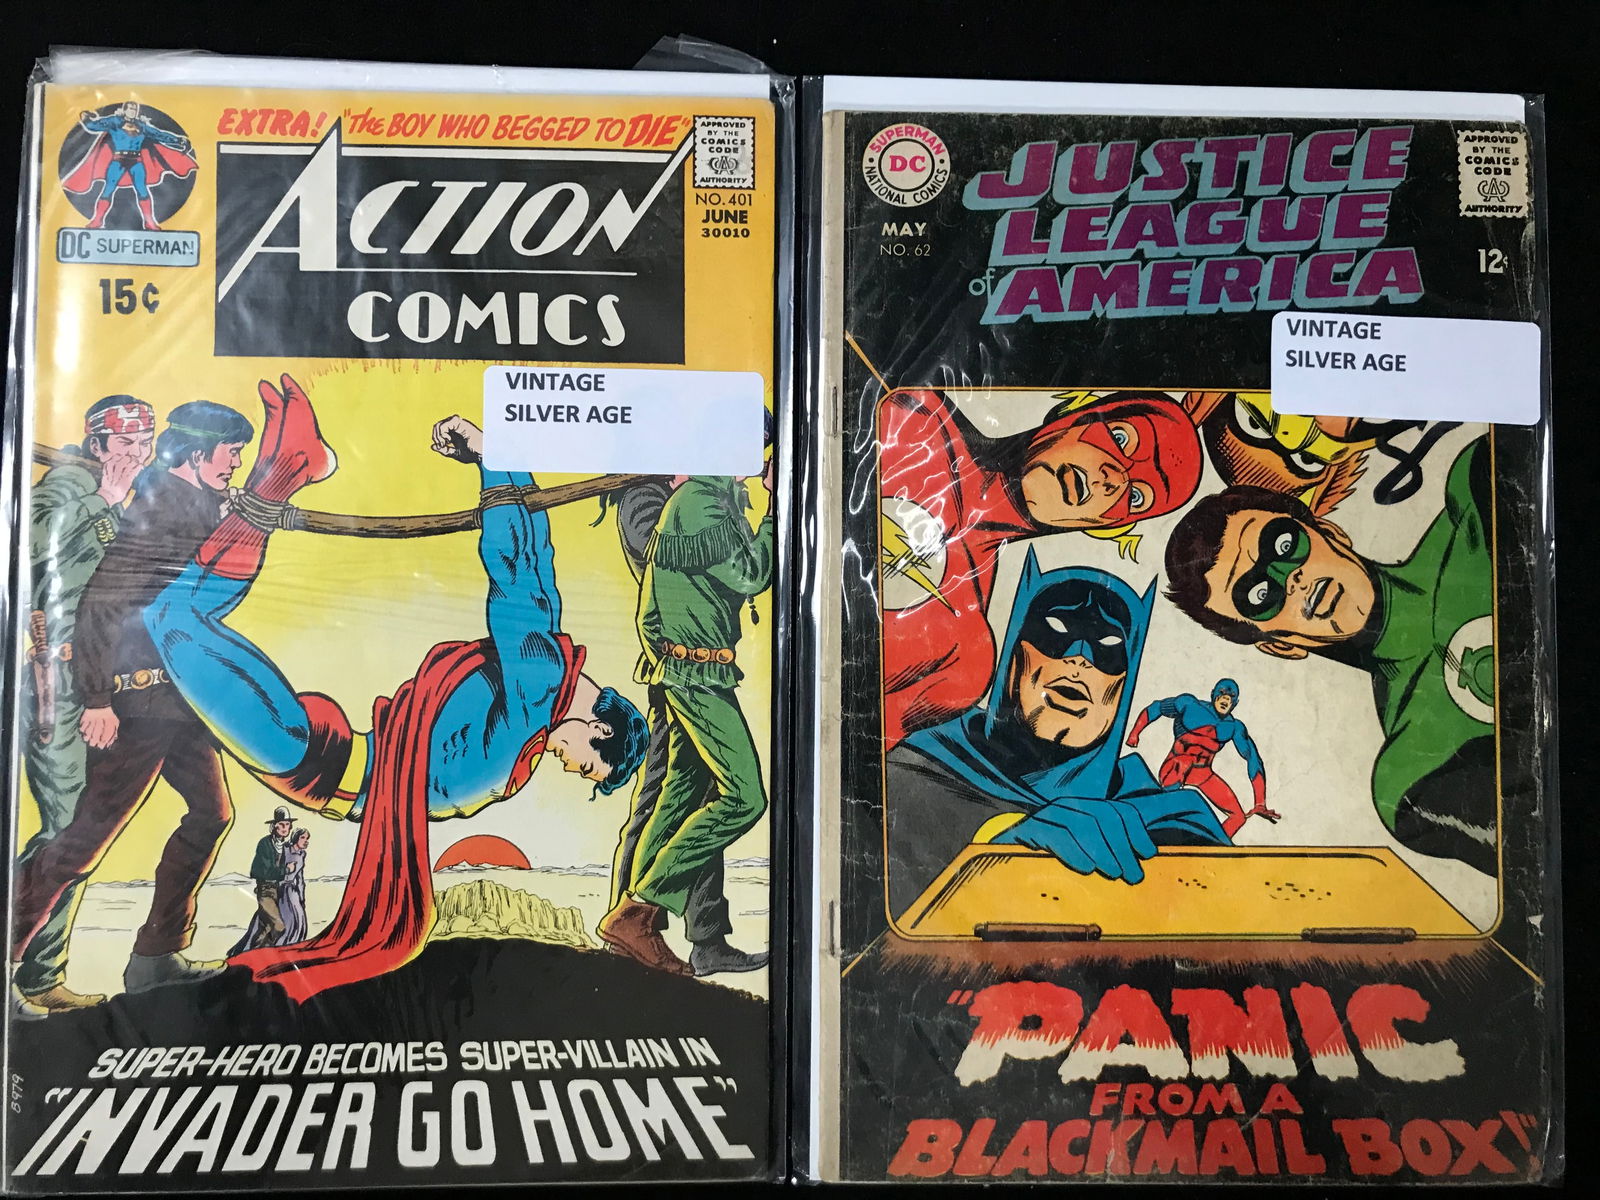 EXTRA! "The BOY WHO BEGGED TO DIE"
ACTION
COMICS
DC SUPERMAN
15¢
APPROVED
BY THE
COMICS
CODE
CA
AUTHORITY
NO. 401
JUNE
30010
VINTAGE
SILVER AGE
SUPER-HERO BECOMES SUPER-VILLAIN IN
"INVADER GO HOME"
B979
SUPERMAN
DC
NATIONAL COMICS
MAY
NO. 62
JUSTICE
LEAGUE
of AMERICA
APPROVED
BY THE
COMICS
CODE
CA
AUTHORITY
12¢
VINTAGE
SILVER AGE
"PANIC
FROM A
BLACKMAIL BOX!"